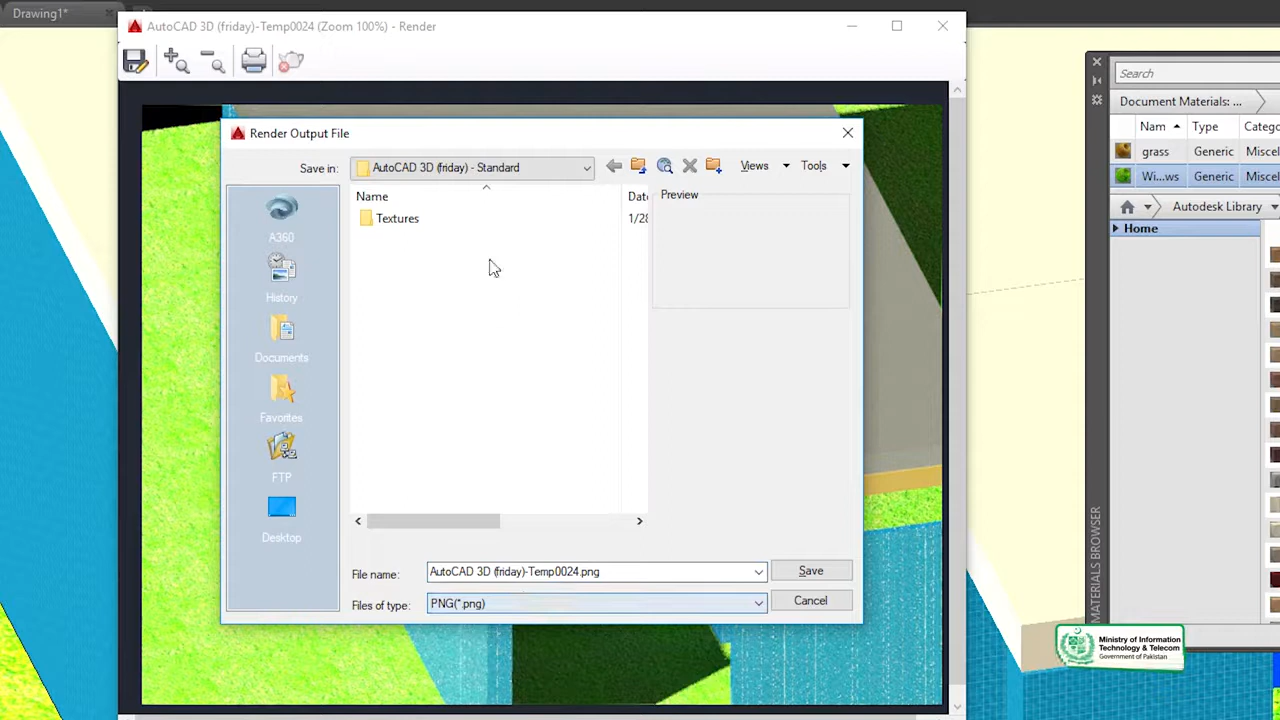 Drawing1*
AutoCAD 3D (friday)-Temp0024 (Zoom 100%) - Render
Render Output File
Save in:
AutoCAD 3D (friday) - Standard
Views
Tools
Name
Date
Textures
1/28
Preview
A360
History
Documents
Favorites
FTP
Desktop
File name:
AutoCAD 3D (friday)-Temp0024.png
Save
Files of type:
PNG(*.png)
Cancel
Search
Document Materials: ...
Nam
Type
Catego
grass
Generic
Miscel
Wi...ws
Generic
Miscel
Autodesk Library
Home
MATERIALS BROWSER
Ministry of Information
Technology & Telecom
Government of Pakistan